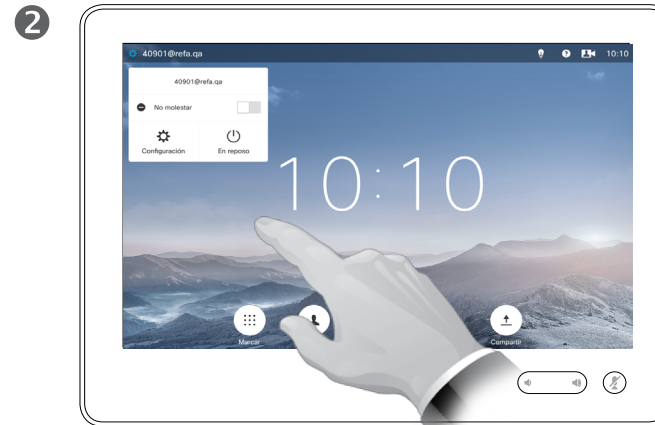 2
40901@refa.qa
10:10
40901@refa.qa
No molestar
Configuración
En reposo
10:10
Marcar
Compartir